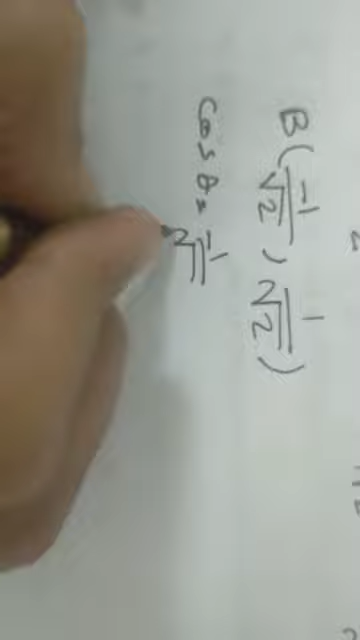 B(-1/√2, 1/√2)
cos θ = -1/√2